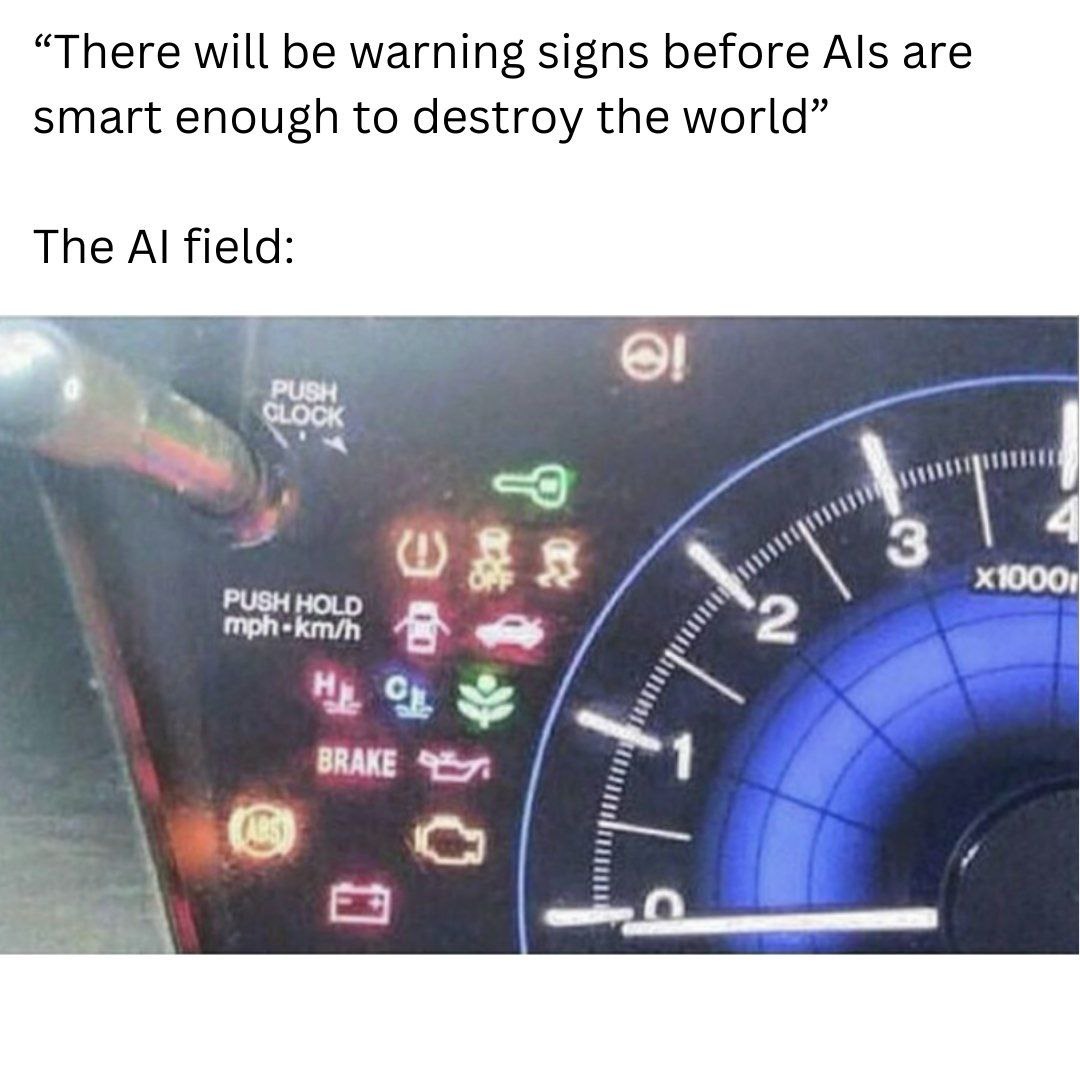 “There will be warning signs before AIs are
smart enough to destroy the world”
The AI field:
PUSH
CLOCK
PUSH HOLD
mph•km/h
OFF
H
C
BRAKE
ABS
0
1
2
3
4
x1000r